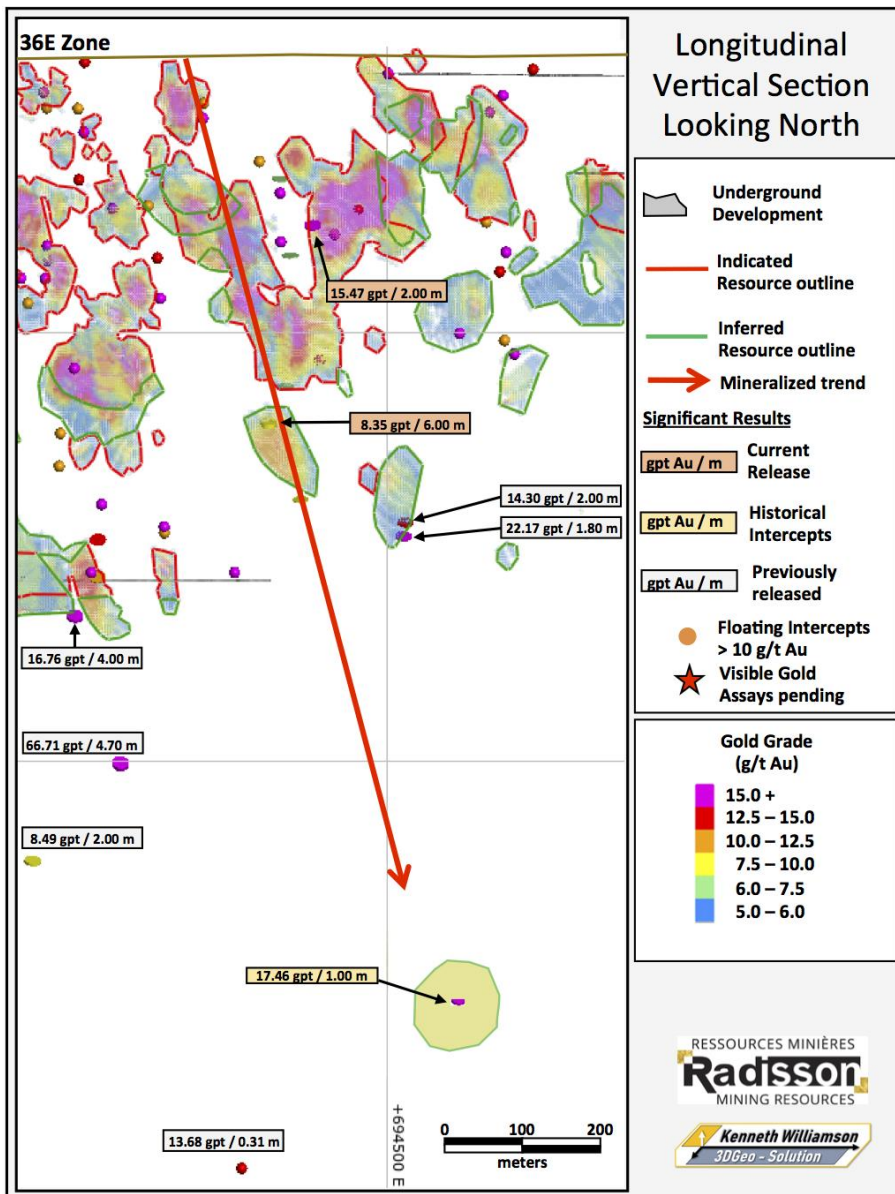 36E Zone
15.47 gpt / 2.00 m
8.35 gpt / 6.00 m
14.30 gpt / 2.00 m
22.17 gpt / 1.80 m
16.76 gpt / 4.00 m
66.71 gpt / 4.70 m
8.49 gpt / 2.00 m
17.46 gpt / 1.00 m
13.68 gpt / 0.31 m
+694500 E
0 100 200
meters
Longitudinal
Vertical Section
Looking North
Underground
Development
Indicated
Resource outline
Inferred
Resource outline
Mineralized trend
Significant Results
gpt Au / m
Current
Release
gpt Au / m
Historical
Intercepts
gpt Au / m
Previously
released
Floating Intercepts
> 10 g/t Au
Visible Gold
Assays pending
Gold Grade
(g/t Au)
15.0 +
12.5 – 15.0
10.0 – 12.5
7.5 – 10.0
6.0 – 7.5
5.0 – 6.0
RESSOURCES MINIÈRES
Radisson
MINING RESOURCES
Kenneth Williamson
3DGeo - Solution